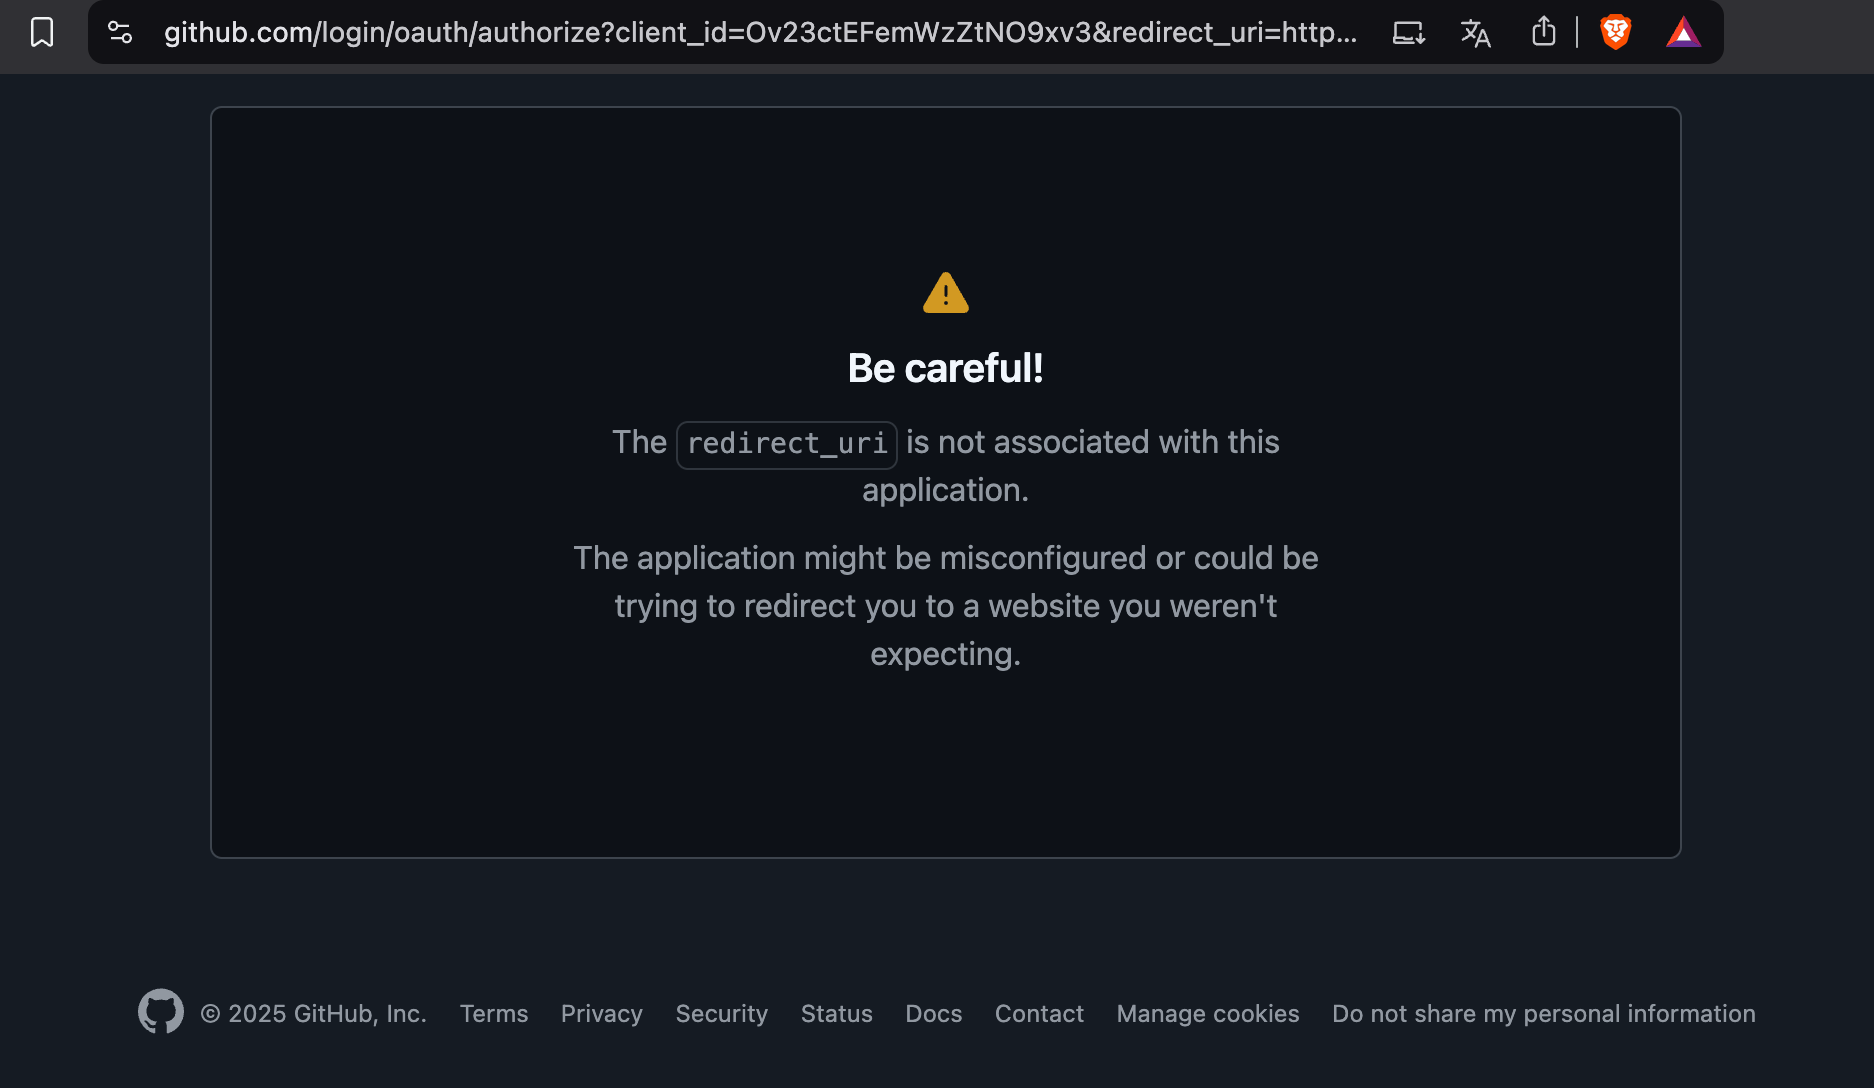 github.com/login/oauth/authorize?client_id=Ov23ctEFemWzZtNO9xv3&redirect_uri=http...
Be careful!
The redirect_uri is not associated with this
application.
The application might be misconfigured or could be
trying to redirect you to a website you weren't
expecting.
© 2025 GitHub, Inc. Terms Privacy Security Status Docs Contact Manage cookies Do not share my personal information